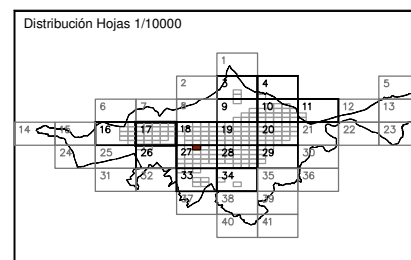 Distribución Hojas 1/10000
1
2 3 4 5
6 7 8 9 10 11 12 13
14 15 16 17 18 19 20 21 22 23
24 25 26 27 28 29 30
31 32 33 34 35 36
37 38 39
40 41